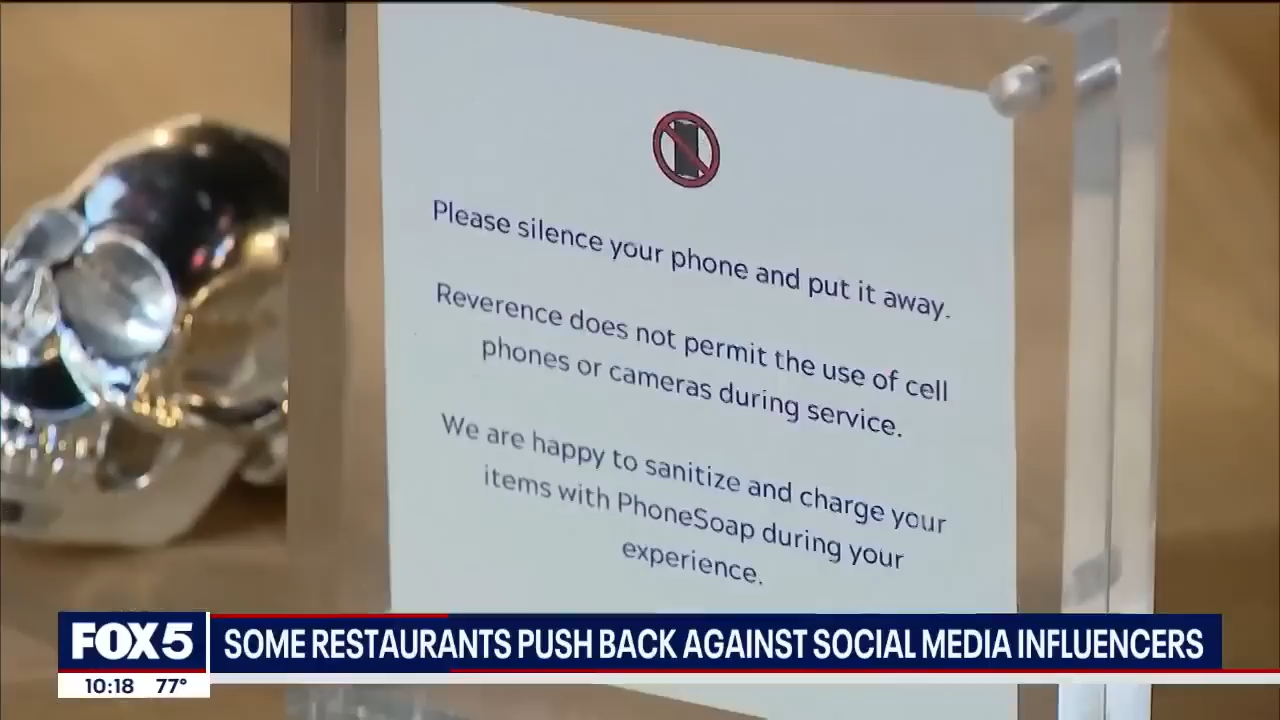 Please silence your phone and put it away.
Reverence does not permit the use of cell
phones or cameras during service.
We are happy to sanitize and charge your
items with PhoneSoap during your
experience.
FOX 5
SOME RESTAURANTS PUSH BACK AGAINST SOCIAL MEDIA INFLUENCERS
10:18 77°